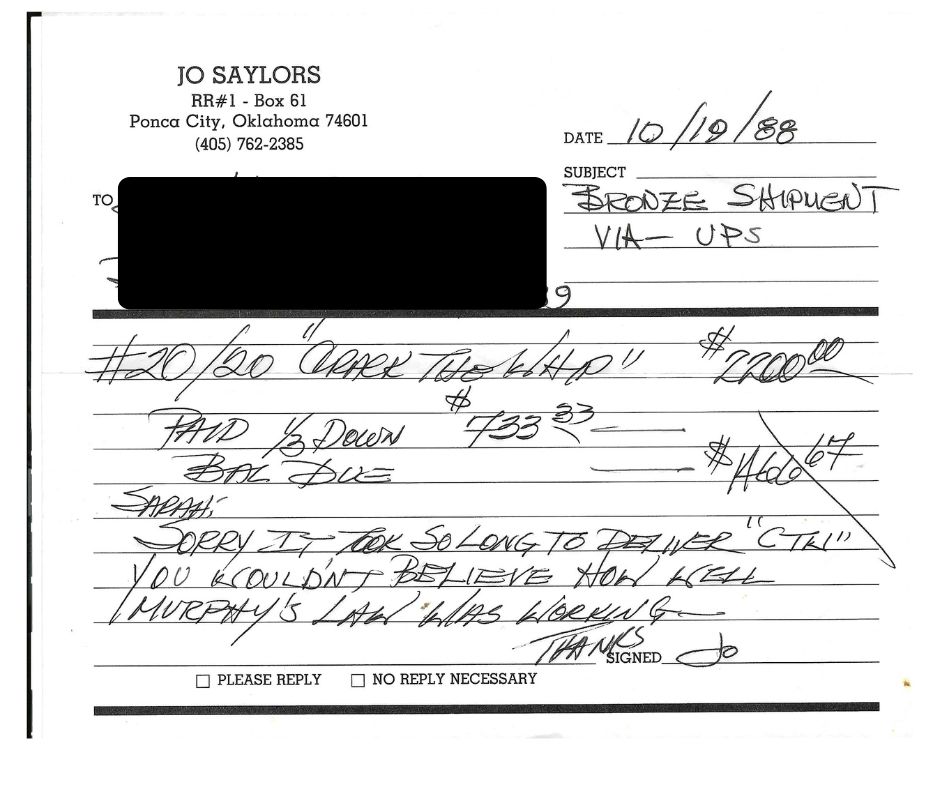 JO SAYLORS
RR#1 - Box 61
Ponca City, Oklahoma 74601
(405) 762-2385
DATE 10/19/88
SUBJECT
BRONZE SHIPMENT
VIA - UPS
TO
9
#20/20 "CRACK THE WHIP" $2200.00
PAID 1/3 DOWN $733.33
BAL DUE $1466.67
SARAH:
SORRY IT TOOK SO LONG TO DELIVER "CTW"
YOU WOULDN'T BELIEVE HOW WELL
MURPHY'S LAW WAS WORKING
THANKS
SIGNED Jo
PLEASE REPLY NO REPLY NECESSARY